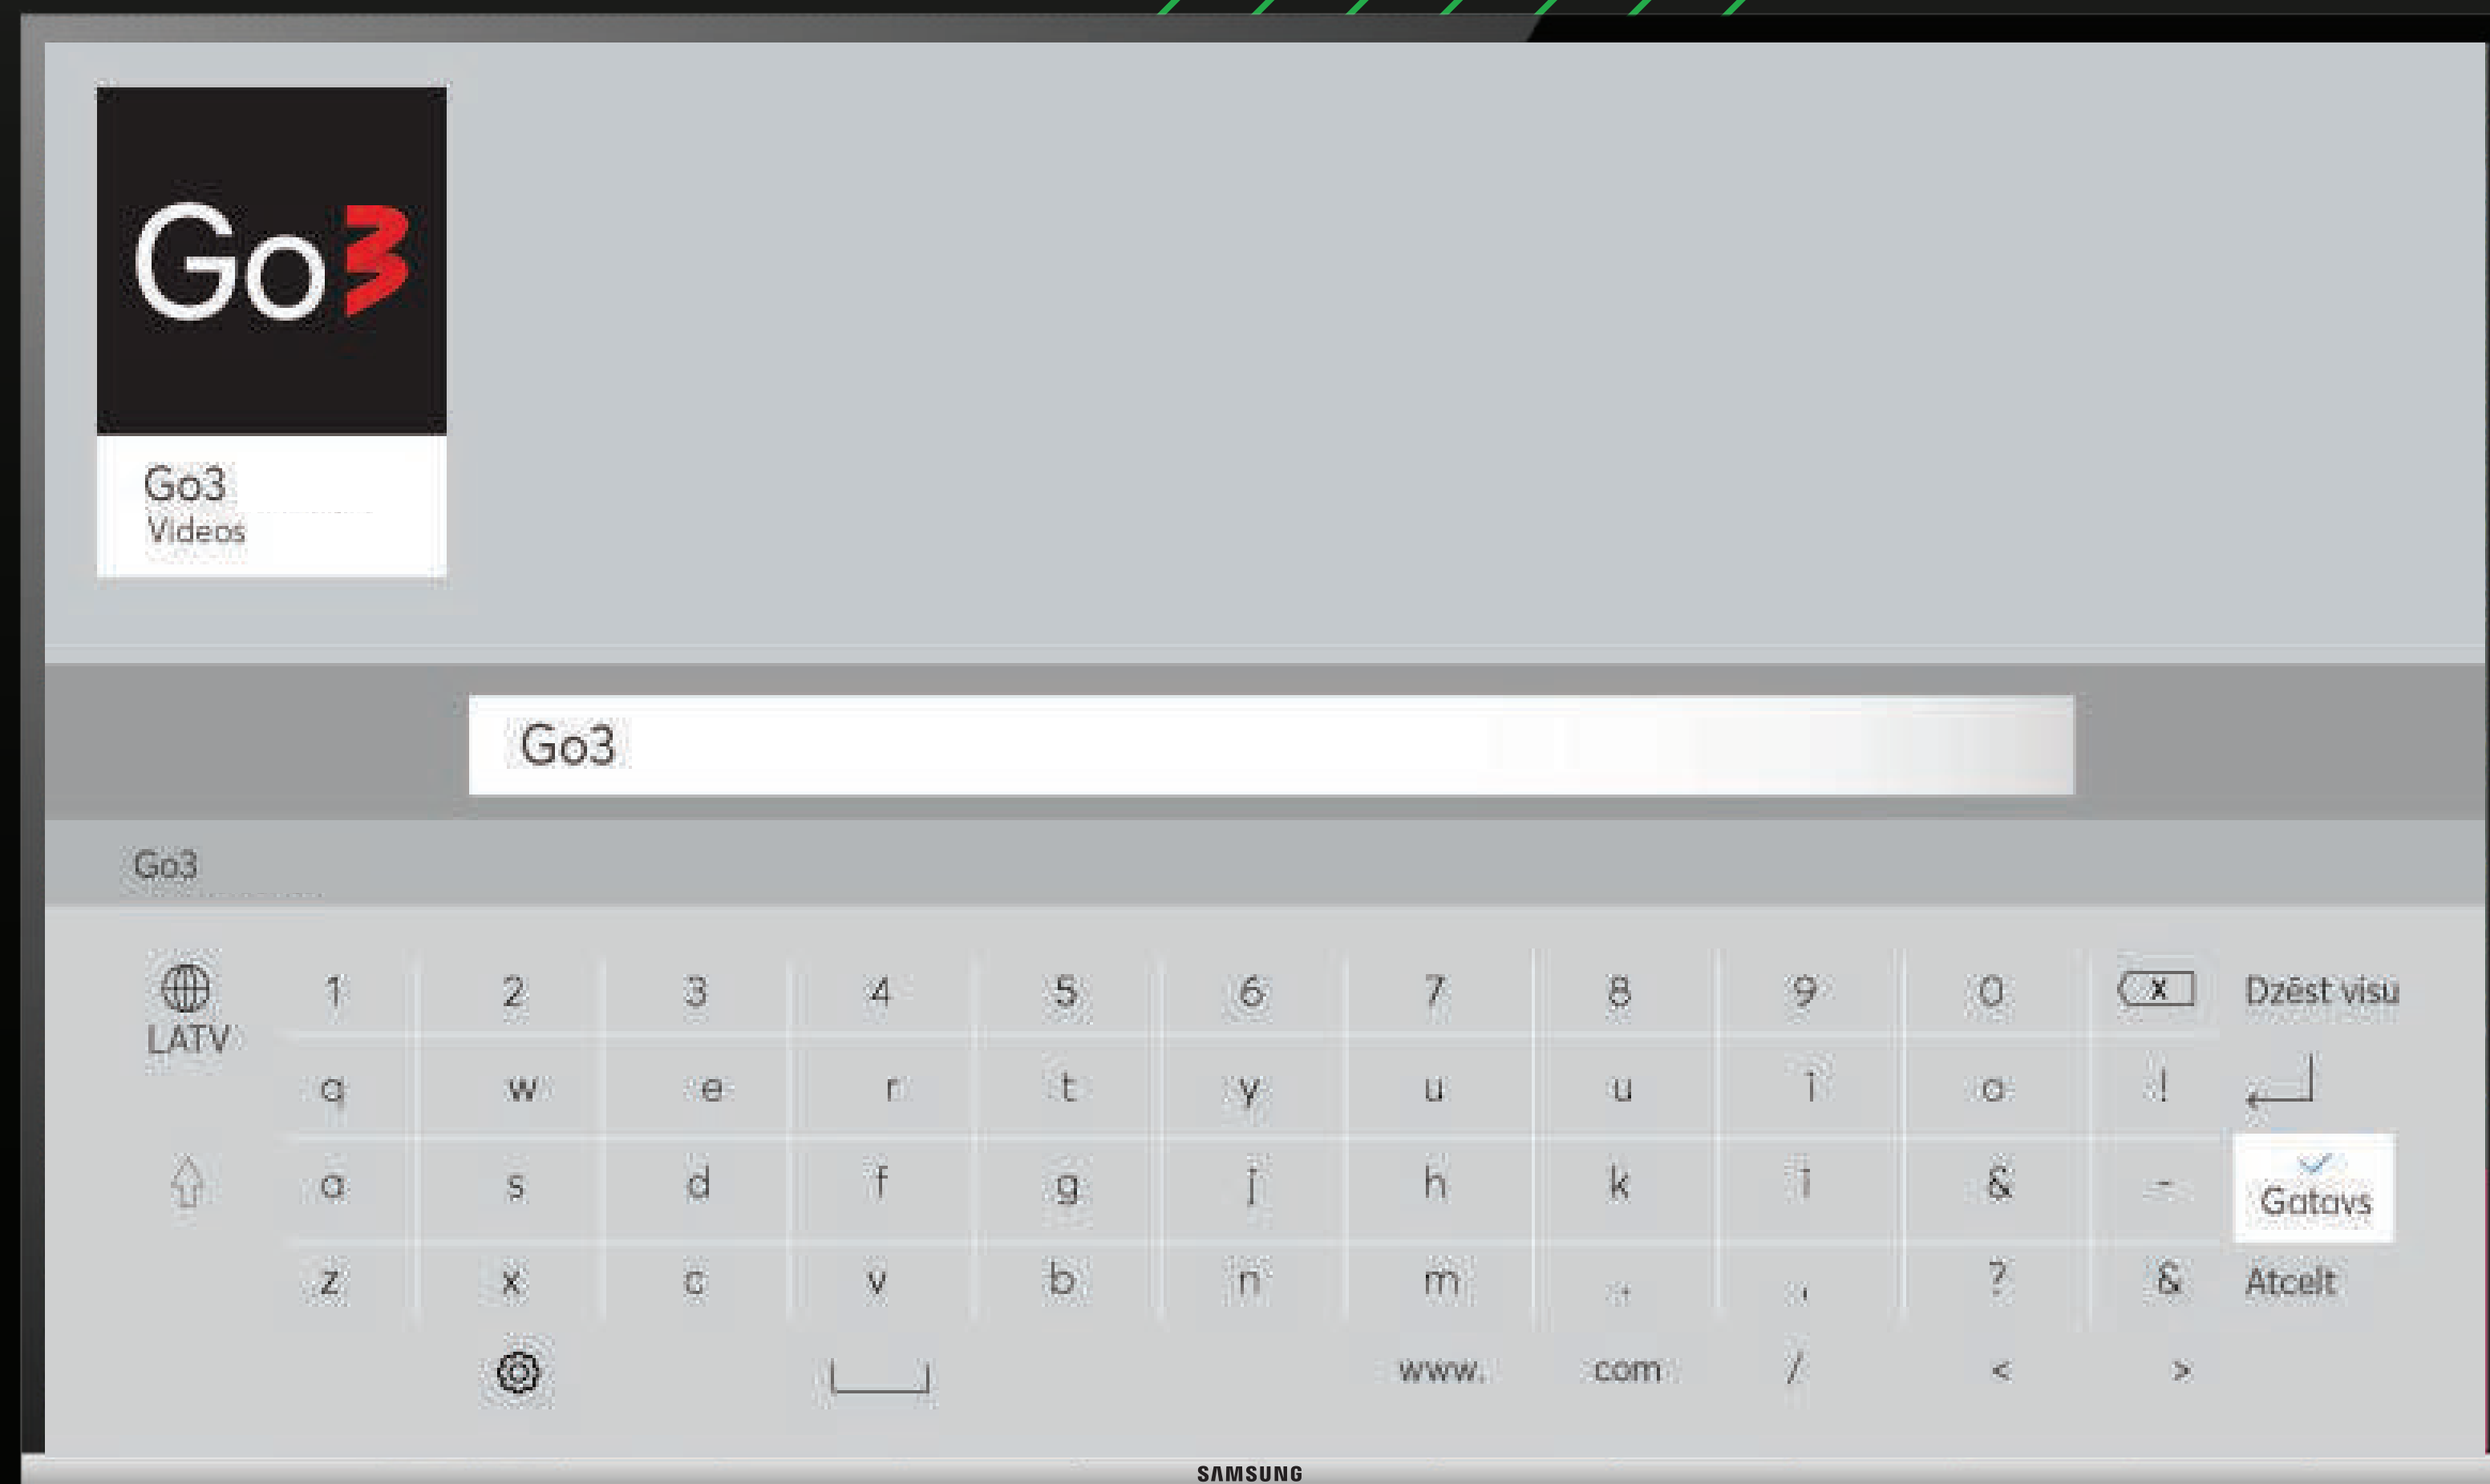 Go3
Go3
Videos
Go3
Go3
LATV
1 2 3 4 5 6 7 8 9 0 X Dzēst visu
q w e r t y u u i o !
a s d f g j h k i & -
Gatavs
z x c v b n m . , ? & Atcelt
www. com / < >
SAMSUNG